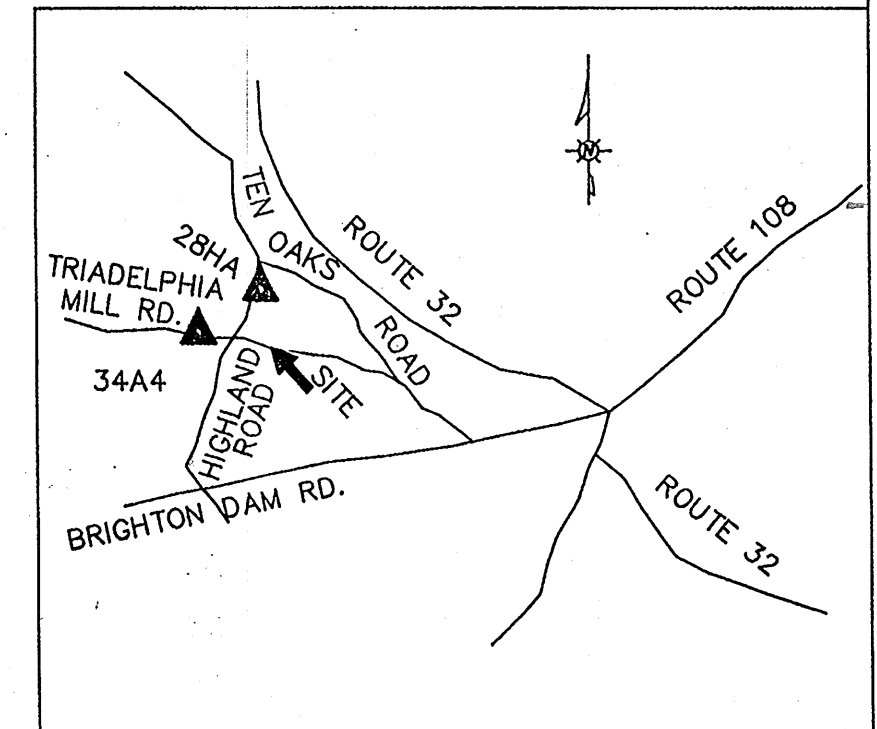 N
TEN OAKS ROAD
ROUTE 32
ROUTE 108
28HA
TRIADELPHIA
MILL RD.
34A4
HIGHLAND
ROAD
SITE
BRIGHTON DAM RD.
ROUTE 32